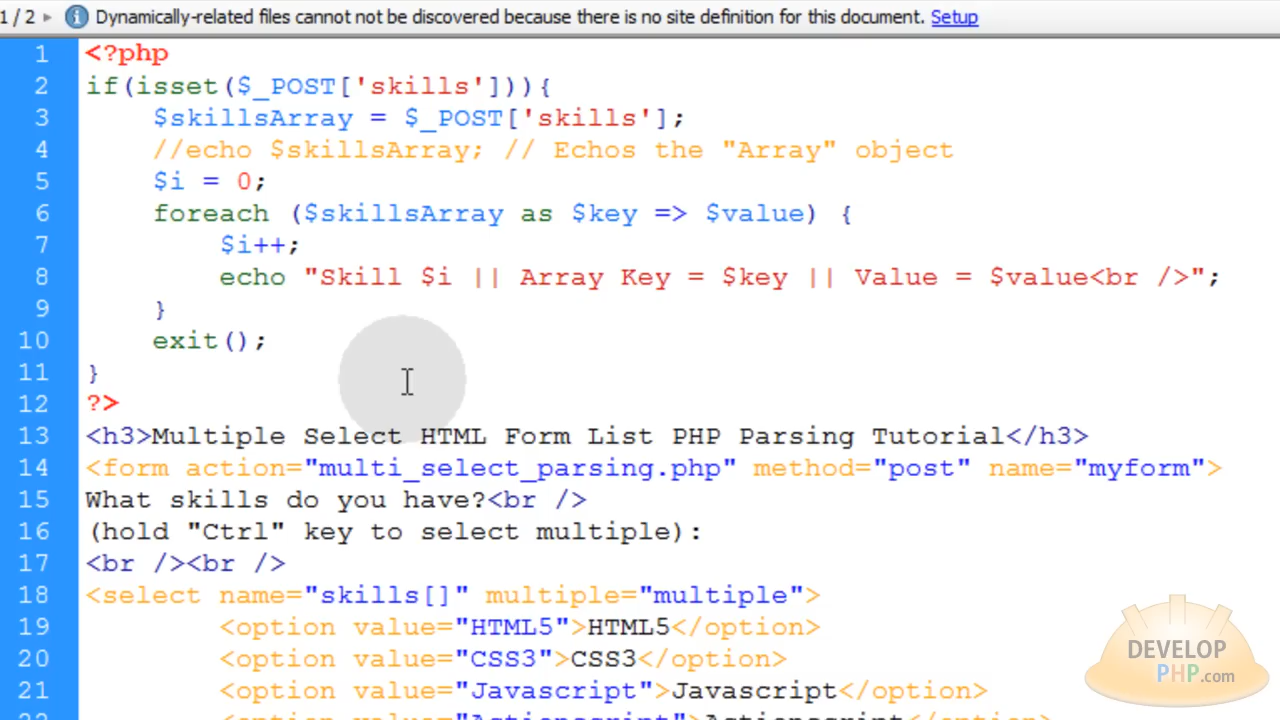 1 / 2 Dynamically-related files cannot not be discovered because there is no site definition for this document. Setup
1 <?php
2 if(isset($_POST['skills'])){
3 $skillsArray = $_POST['skills'];
4 //echo $skillsArray; // Echos the "Array" object
5 $i = 0;
6 foreach ($skillsArray as $key => $value) {
7 $i++;
8 echo "Skill $i || Array Key = $key || Value = $value<br />";
9 }
10 exit();
11 }
12 ?>
13 <h3>Multiple Select HTML Form List PHP Parsing Tutorial</h3>
14 <form action="multi_select_parsing.php" method="post" name="myform">
15 What skills do you have?<br />
16 (hold "Ctrl" key to select multiple):
17 <br /><br />
18 <select name="skills[]" multiple="multiple">
19 <option value="HTML5">HTML5</option>
20 <option value="CSS3">CSS3</option>
21 <option value="Javascript">Javascript</option>
22 <option value="Actionscript">Actionscript</option>
DEVELOP
PHP.com